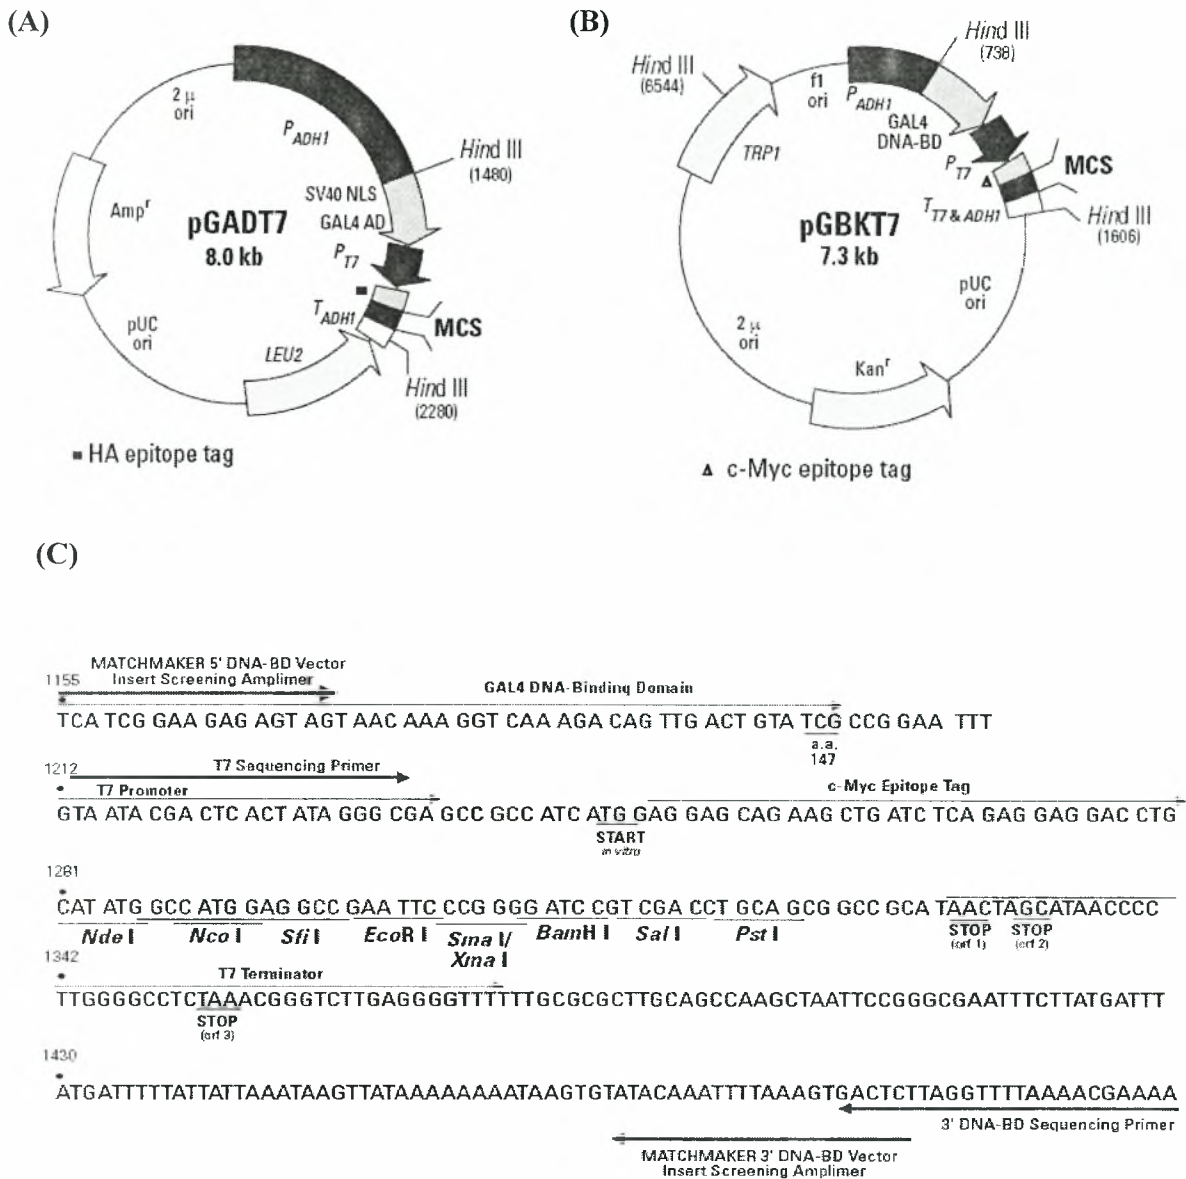 (A)
2 μ
ori
P ADH1
Hind III
(1480)
SV40 NLS
GAL4 AD
Amp r
pGADT7
8.0 kb
P T7
T ADH1
MCS
pUC
ori
LEU2
Hind III
(2280)
■ HA epitope tag
(B)
Hind III
(738)
Hind III
(6544)
f1
ori
P ADH1
GAL4
DNA-BD
TRP1
P T7
MCS
pGBKT7
7.3 kb
T T7 & ADH1
Hind III
(1606)
pUC
ori
2 μ
ori
Kan r
Δ c-Myc epitope tag
(C)
MATCHMAKER 5' DNA-BD Vector
Insert Screening Amplimer
1155
GAL4 DNA-Binding Domain
TCA TCG GAA GAG AGT AGT AAC AAA GGT CAA AGA CAG TTG ACT GTA TCG CCG GAA TTT
a.a.
147
1212
T7 Sequencing Primer
T7 Promoter
c-Myc Epitope Tag
GTA ATA CGA CTC ACT ATA GGG CGA GCC GCC ATC ATG GAG GAG CAG AAG CTG ATC TCA GAG GAG GAC CTG
START
in vitro
1281
CAT ATG GCC ATG GAG GCC GAA TTC CCG GGG ATC CGT CGA CCT GCA GCG GCC GCA TAACTAGCATAACCCC
Nde I
Nco I
Sfi I
EcoR I
Sma I/
Xma I
BamH I
Sal I
Pst I
STOP
(orf 1)
STOP
(orf 2)
1342
T7 Terminator
TTGGGGCCTCTAAACGGGTCTTGAGGGGTTTTTTGCGCGCTTGCAGCCAAGCTAATTCCGGGCGAATTTCTTATGATTT
STOP
(orf 3)
1430
ATGATTTTTATTATTAAATAAGTTATAAAAAAAATAAGTGTATACAAATTTTAAAGTGACTCTTAGGTTTTAAAACGAAAA
3' DNA-BD Sequencing Primer
MATCHMAKER 3' DNA-BD Vector
Insert Screening Amplimer